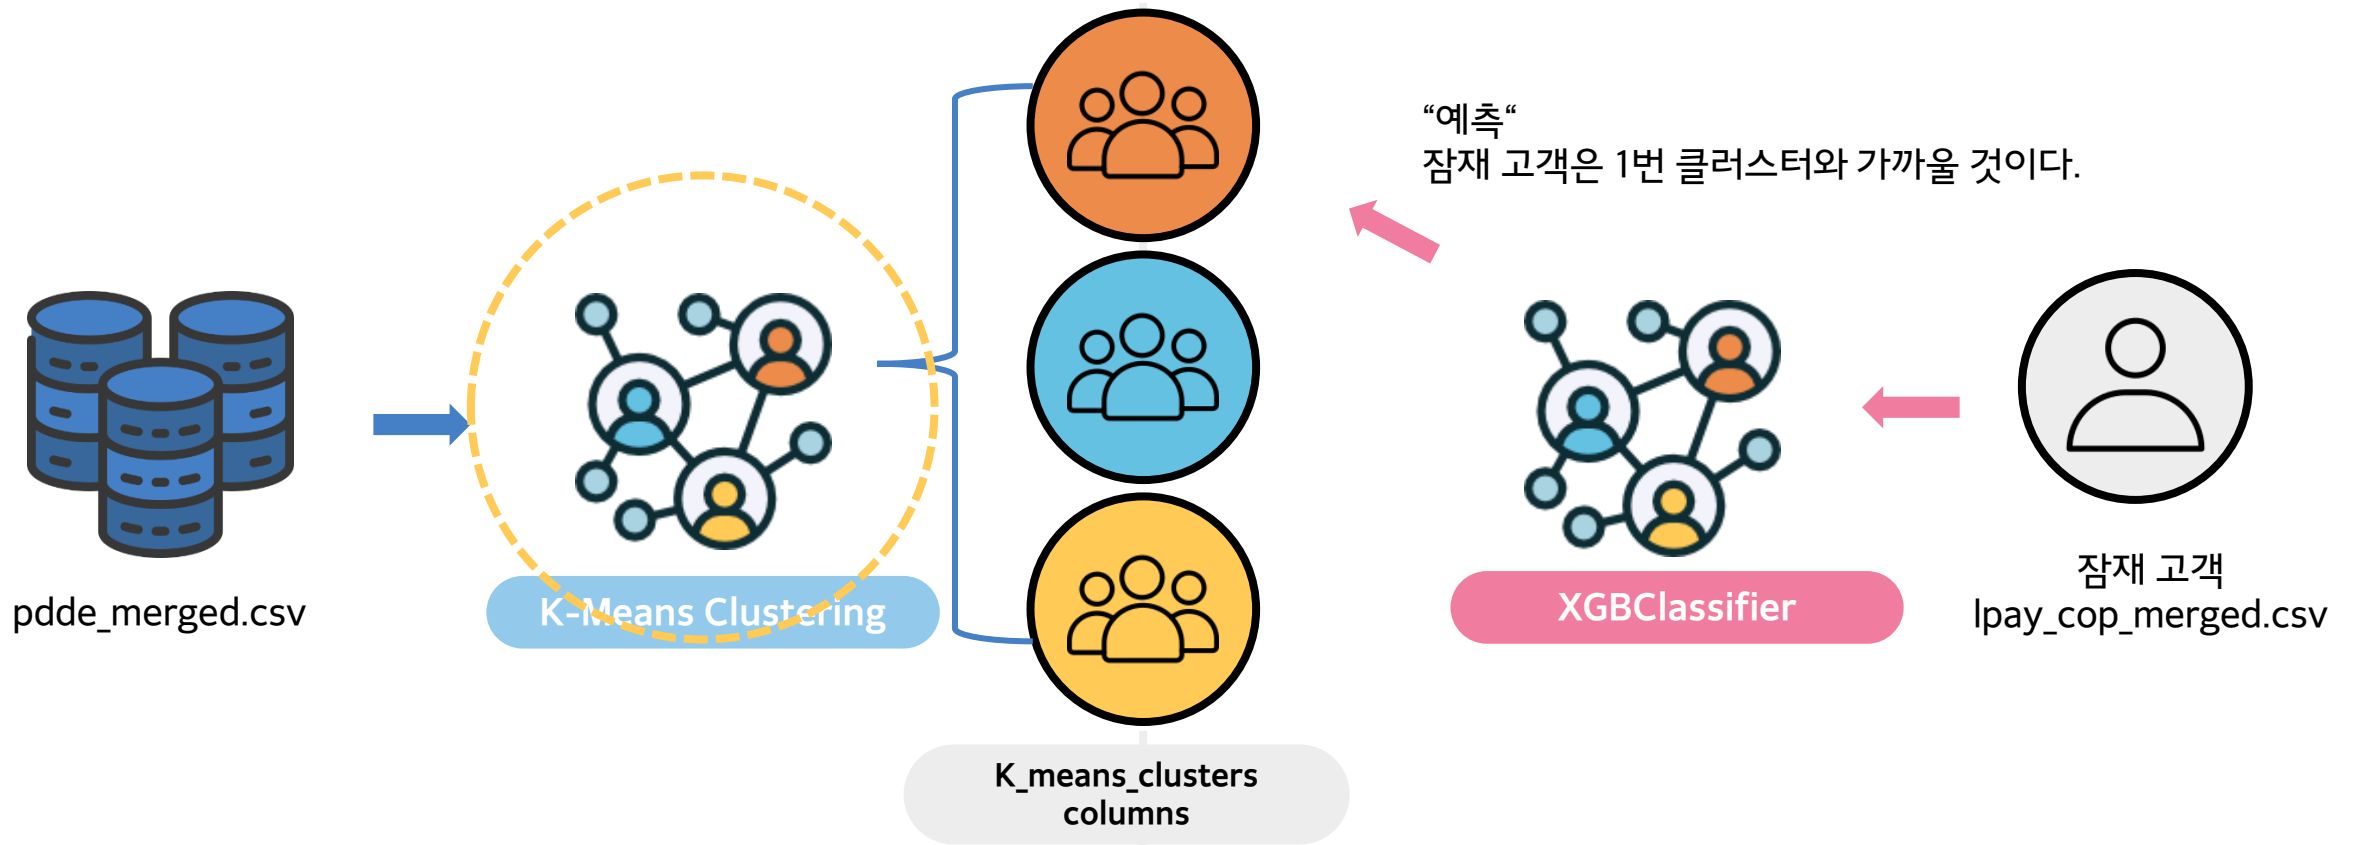 pdde_merged.csv
K-Means Clustering
K_means_clusters
columns
“예측“
잠재 고객은 1번 클러스터와 가까울 것이다.
XGBClassifier
잠재 고객
lpay_cop_merged.csv